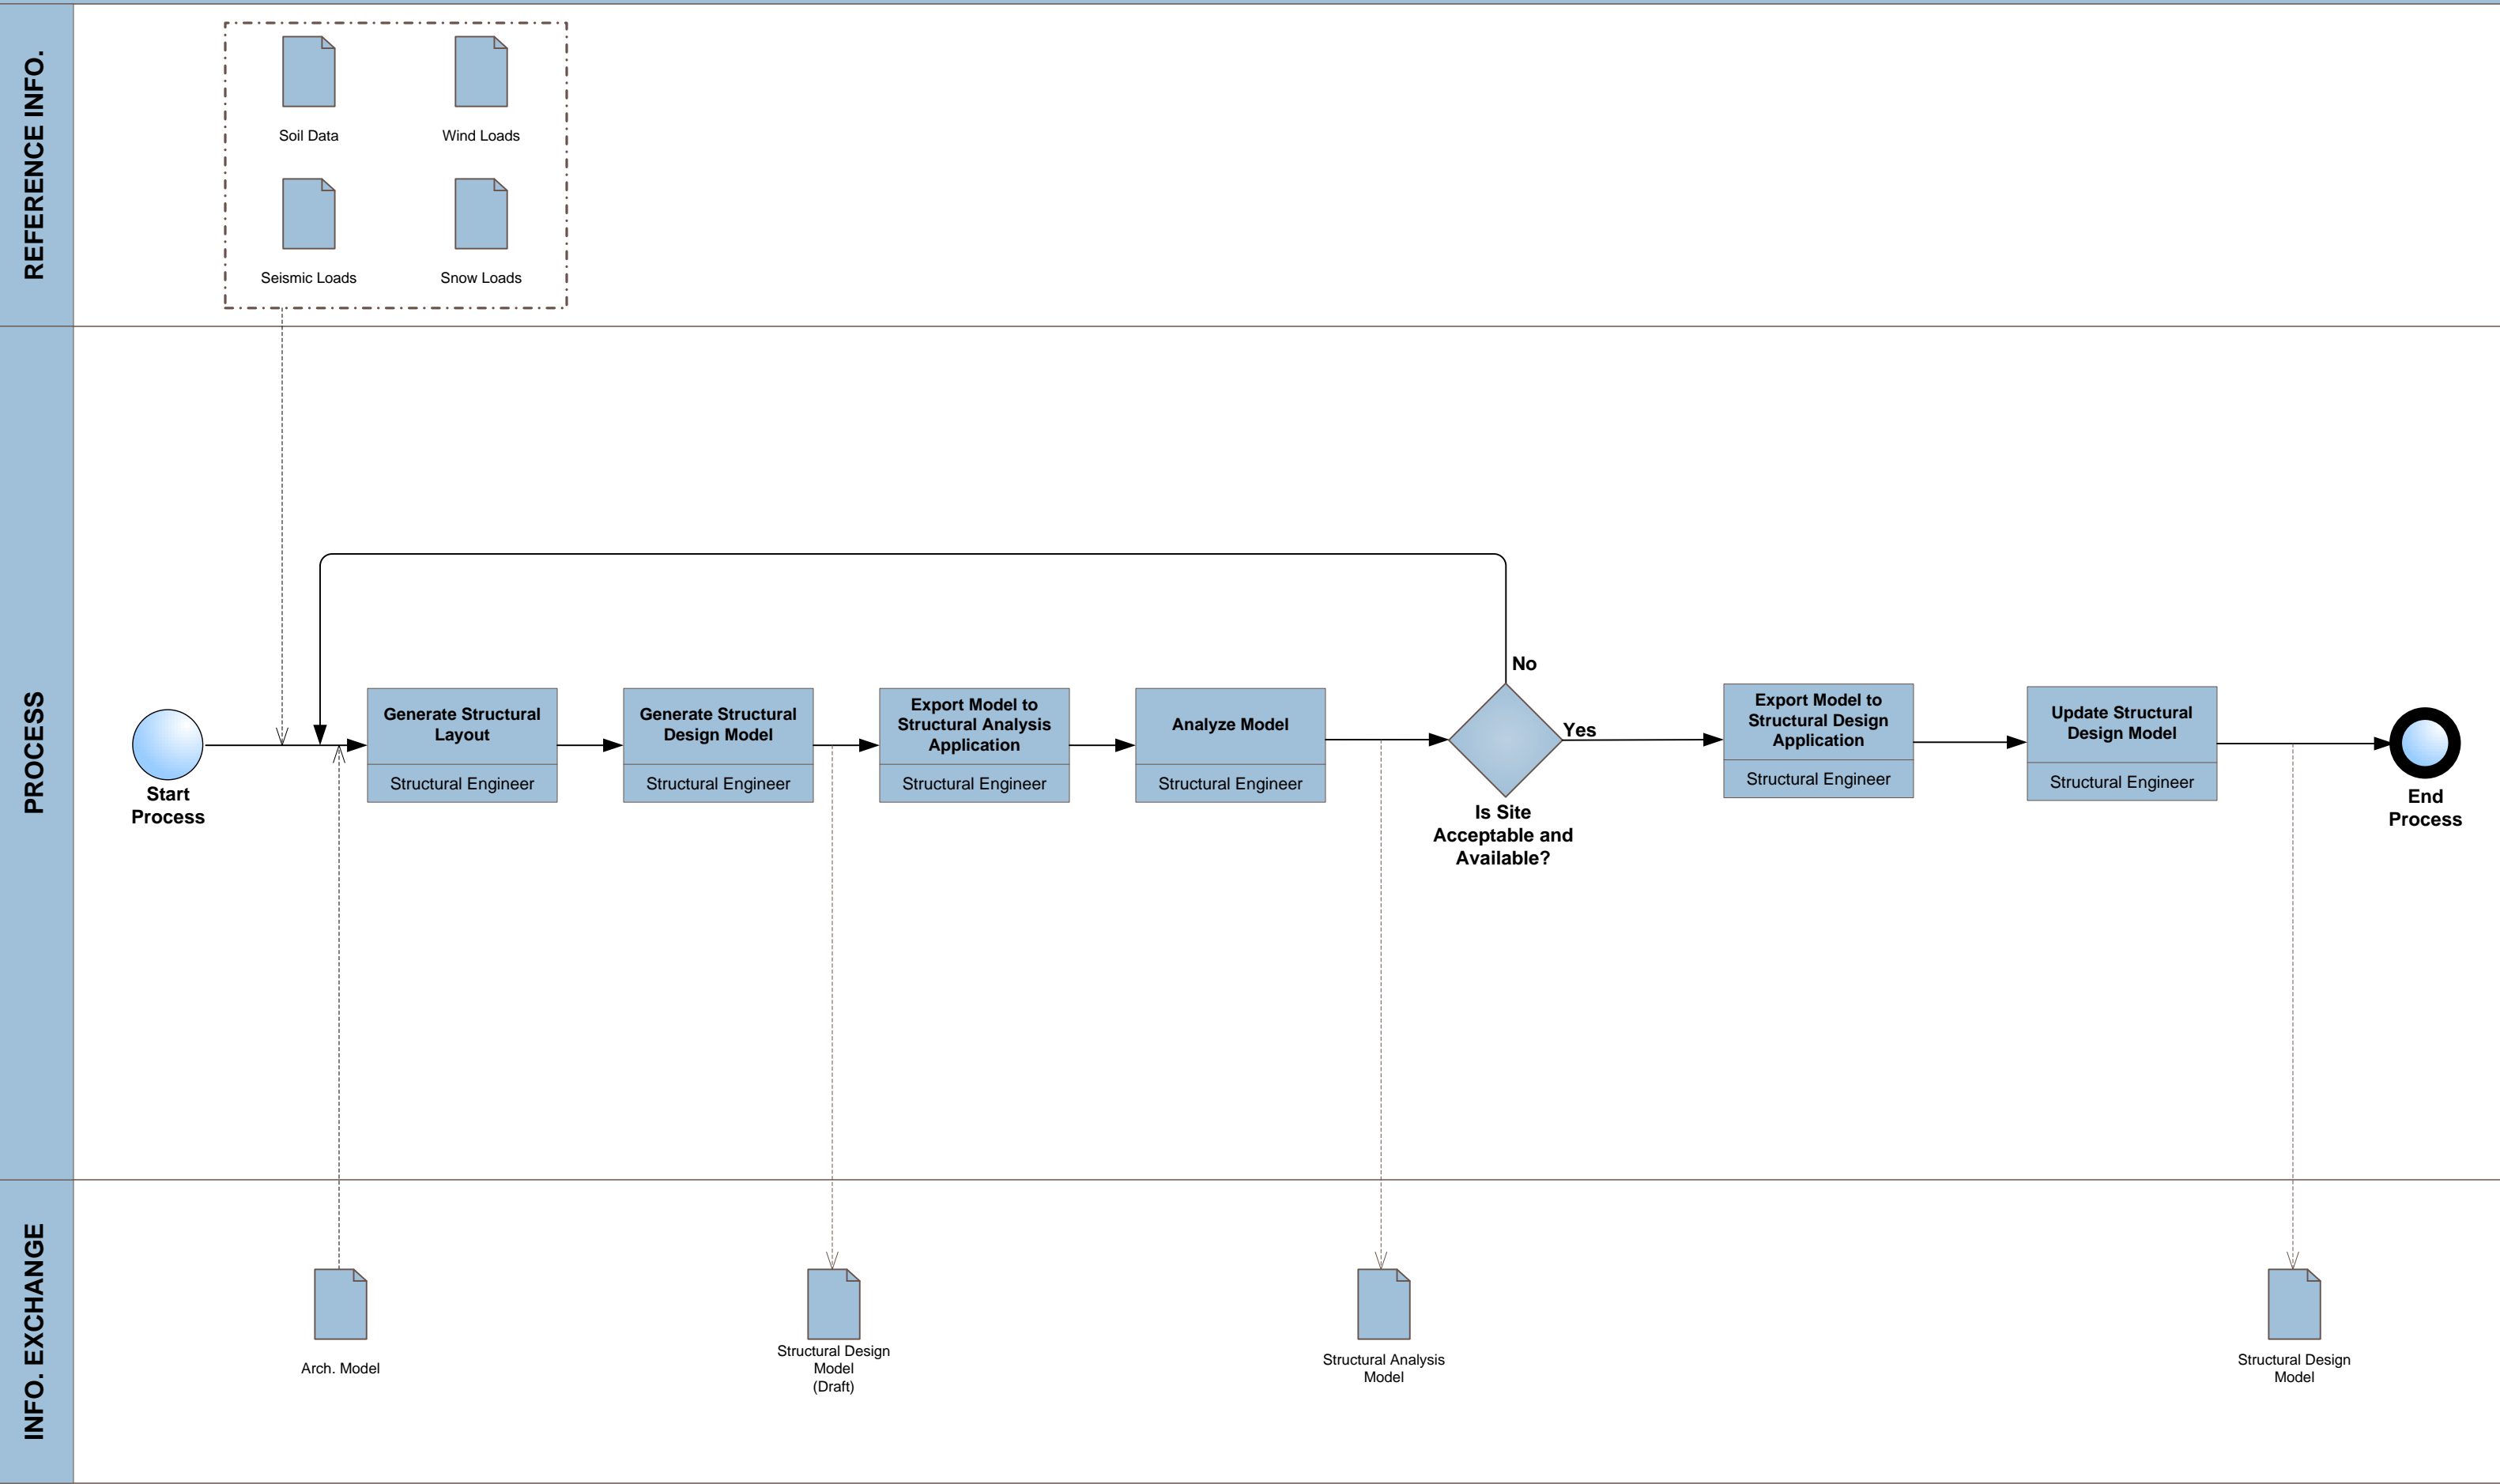 REFERENCE INFO.
Soil Data
Wind Loads
Seismic Loads
Snow Loads
PROCESS
Start
Process
Generate Structural
Layout
Structural Engineer
Generate Structural
Design Model
Structural Engineer
Export Model to
Structural Analysis
Application
Structural Engineer
Analyze Model
Structural Engineer
No
Yes
Is Site
Acceptable and
Available?
Export Model to
Structural Design
Application
Structural Engineer
Update Structural
Design Model
Structural Engineer
End
Process
INFO. EXCHANGE
Arch. Model
Structural Design
Model
(Draft)
Structural Analysis
Model
Structural Design
Model